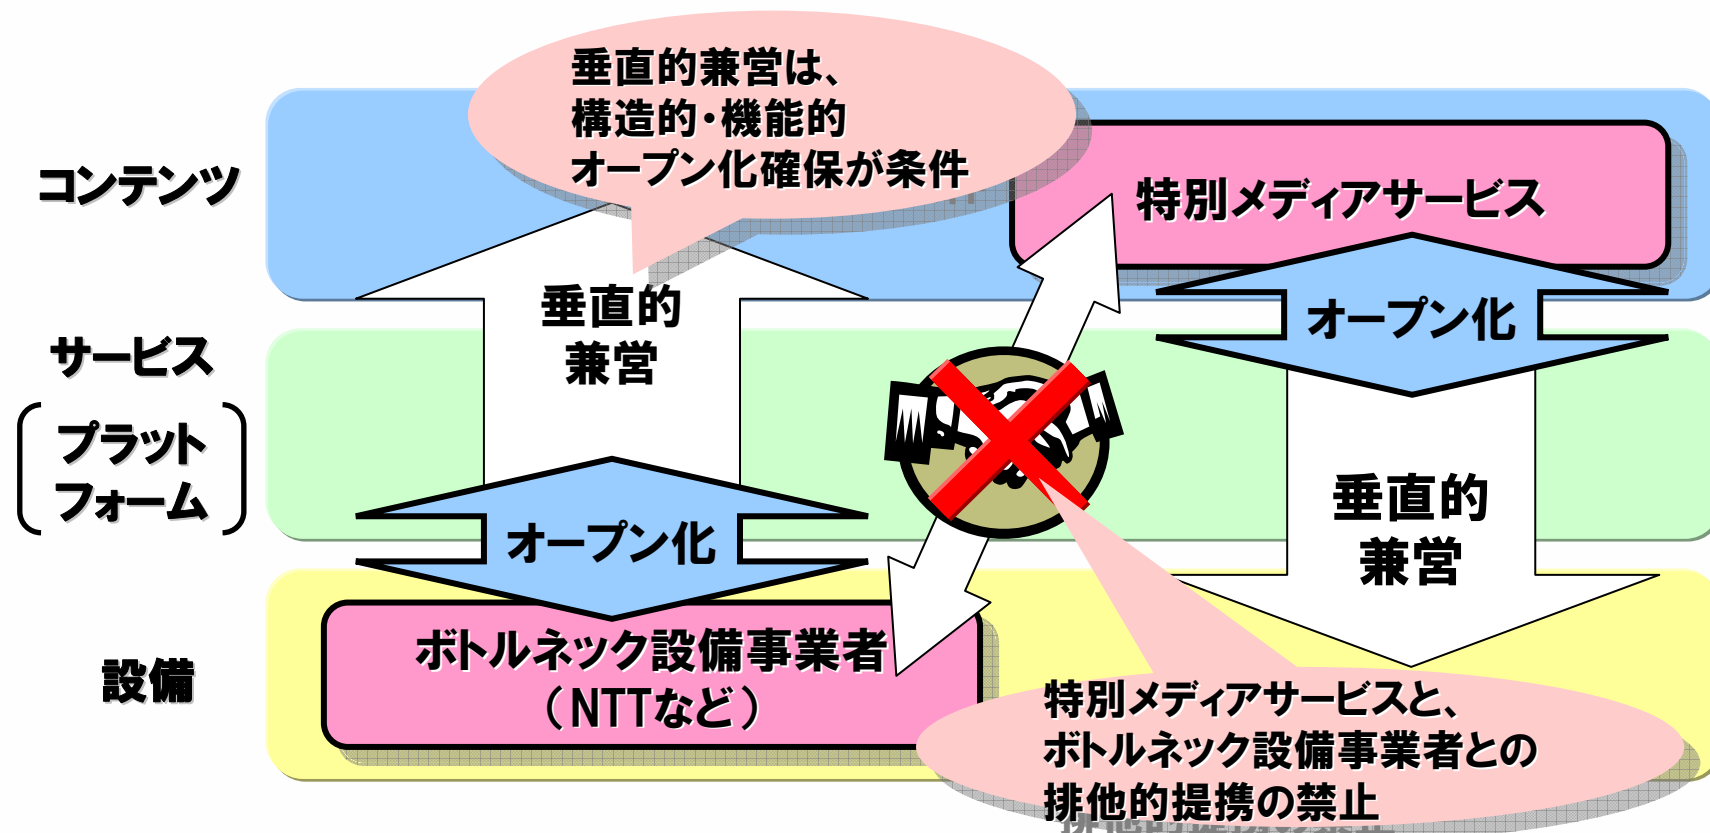 垂直的兼営は、
構造的・機能的
オープン化確保が条件
コンテンツ
特別メディアサービス
垂直的
兼営
オープン化
サービス
プラット
フォーム
垂直的
兼営
オープン化
設備
ボトルネック設備事業者
（NTTなど）
特別メディアサービスと、
ボトルネック設備事業者との
排他的提携の禁止